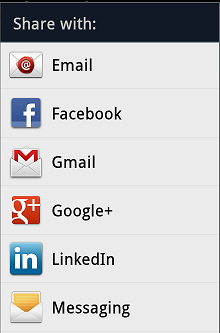 Share with:
Email
Facebook
Gmail
Google+
LinkedIn
Messaging